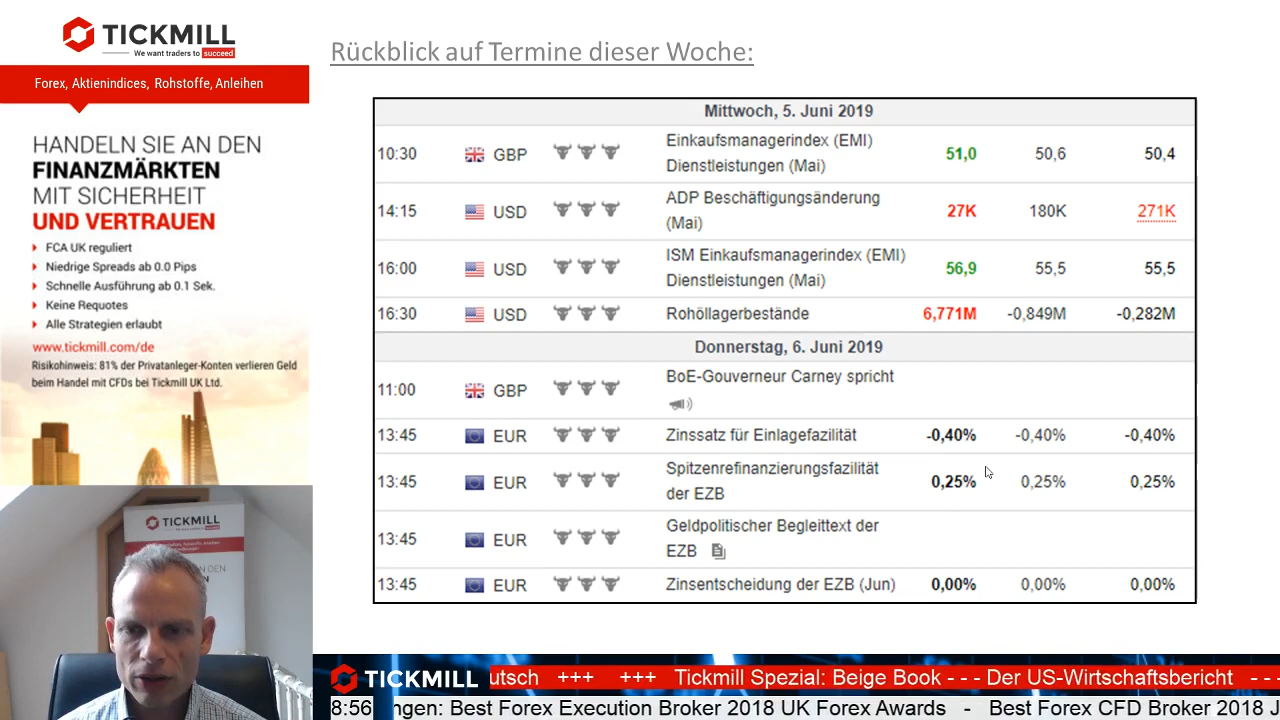 TICKMILL
We want traders to succeed
Forex, Aktienindices, Rohstoffe, Anleihen
HANDELN SIE AN DEN
FINANZMÄRKTEN
MIT SICHERHEIT
UND VERTRAUEN
FCA UK reguliert
Niedrige Spreads ab 0.0 Pips
Schnelle Ausführung ab 0.1 Sek.
Keine Requotes
Alle Strategien erlaubt
www.tickmill.com/de
Risikohinweis: 81% der Privatanleger-Konten verlieren Geld
beim Handel mit CFDs bei Tickmill UK Ltd.
TICKMILL
Rückblick auf Termine dieser Woche:
Mittwoch, 5. Juni 2019
10:30 GBP Einkaufsmanagerindex (EMI) 51,0 50,6 50,4
Dienstleistungen (Mai)
14:15 USD ADP Beschäftigungsänderung 27K 180K 271K
(Mai)
16:00 USD ISM Einkaufsmanagerindex (EMI) 56,9 55,5 55,5
Dienstleistungen (Mai)
16:30 USD Rohöllagerbestände 6,771M -0,849M -0,282M
Donnerstag, 6. Juni 2019
11:00 GBP BoE-Gouverneur Carney spricht
13:45 EUR Zinssatz für Einlagefazilität -0,40% -0,40% -0,40%
13:45 EUR Spitzenrefinanzierungsfazilität 0,25% 0,25% 0,25%
der EZB
13:45 EUR Geldpolitischer Begleittext der
EZB
13:45 EUR Zinsentscheidung der EZB (Jun) 0,00% 0,00% 0,00%
TICKMILL utsch +++ +++ Tickmill Spezial: Beige Book - - - Der US-Wirtschaftsbericht - - -
8:56 ngen: Best Forex Execution Broker 2018 UK Forex Awards - Best Forex CFD Broker 2018 J